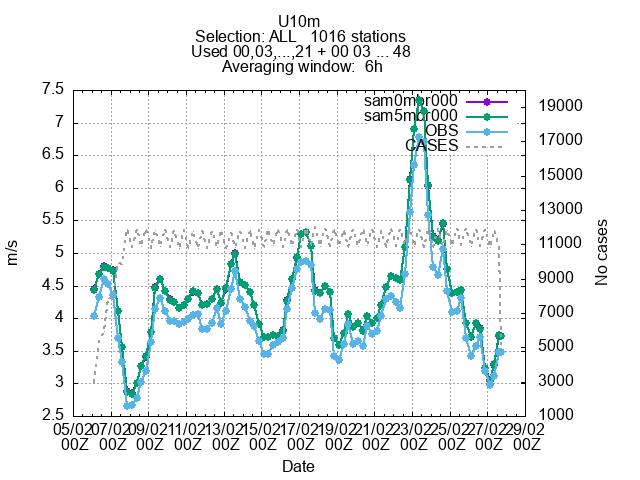 U10m
Selection: ALL   1016 stations
Used 00,03,...,21 + 00 03 ... 48
Averaging window:  6h
sam0mbr000
sam5mbr000
OBS
CASES
7.5
7
6.5
6
5.5
5
4.5
4
3.5
3
2.5
m/s
19000
17000
15000
13000
11000
9000
7000
5000
3000
1000
No cases
05/02 07/02 09/02 11/02 13/02 15/02 17/02 19/02 21/02 23/02 25/02 27/02 29/02
00Z 00Z 00Z 00Z 00Z 00Z 00Z 00Z 00Z 00Z 00Z 00Z 00Z
Date